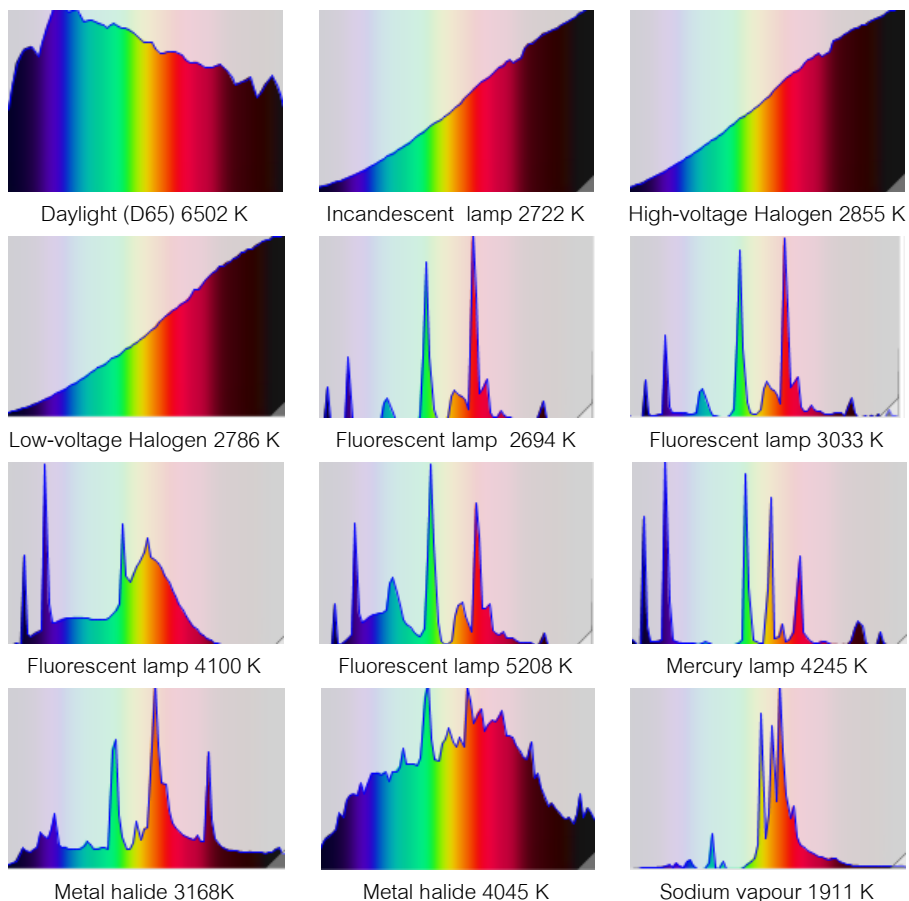 Daylight (D65) 6502 K
Incandescent  lamp 2722 K
High-voltage Halogen 2855 K
Low-voltage Halogen 2786 K
Fluorescent lamp  2694 K
Fluorescent lamp 3033 K
Fluorescent lamp 4100 K
Fluorescent lamp 5208 K
Mercury lamp 4245 K
Metal halide 3168K
Metal halide 4045 K
Sodium vapour 1911 K